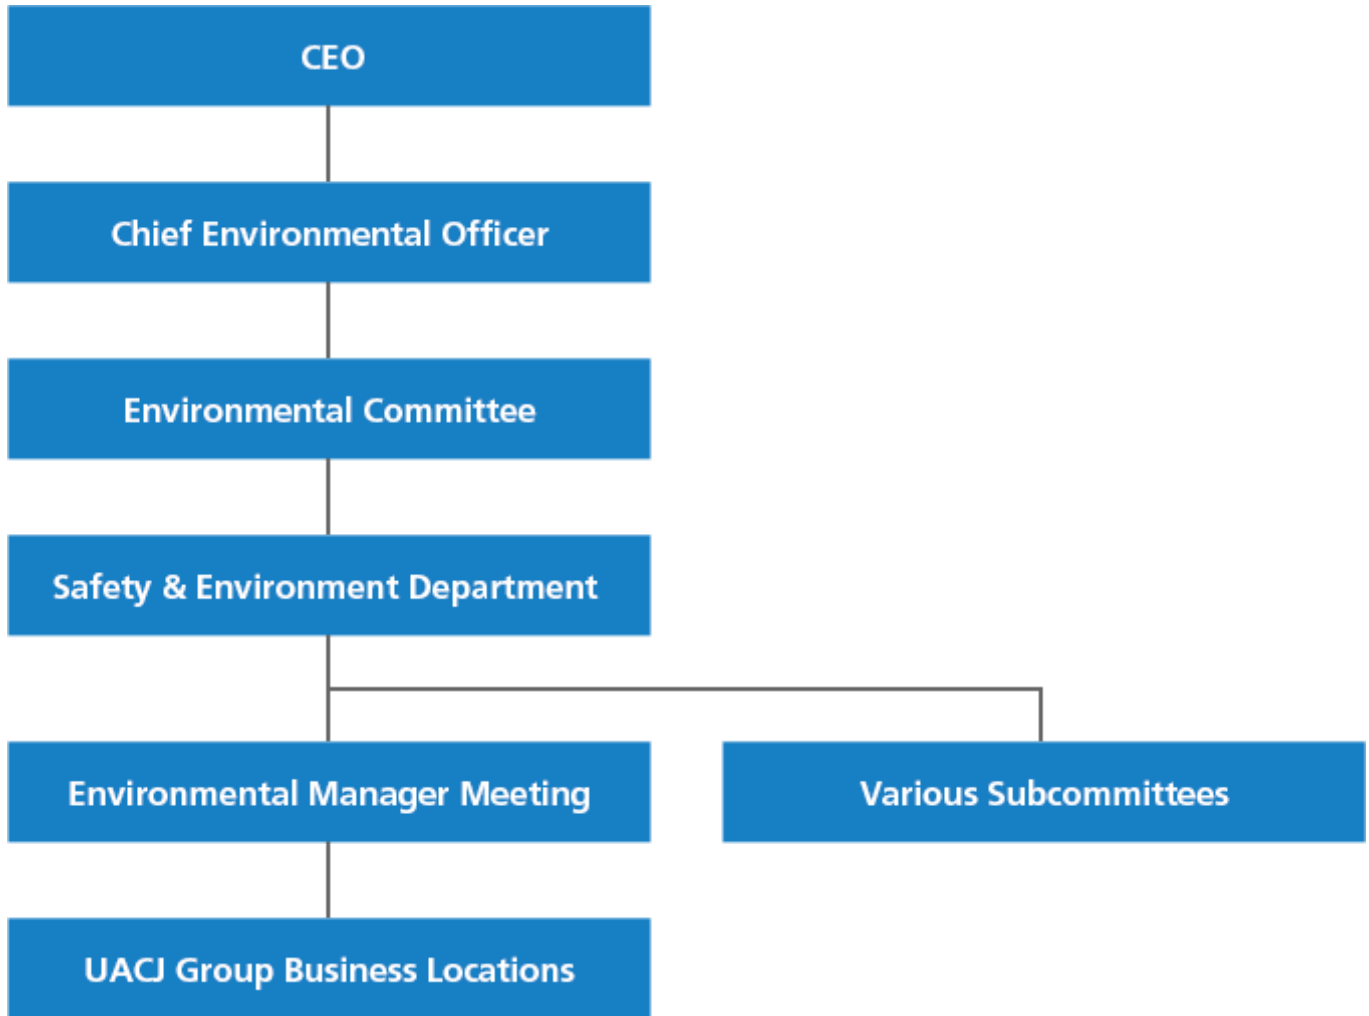 CEO
Chief Environmental Officer
Environmental Committee
Safety & Environment Department
Environmental Manager Meeting
Various Subcommittees
UACJ Group Business Locations